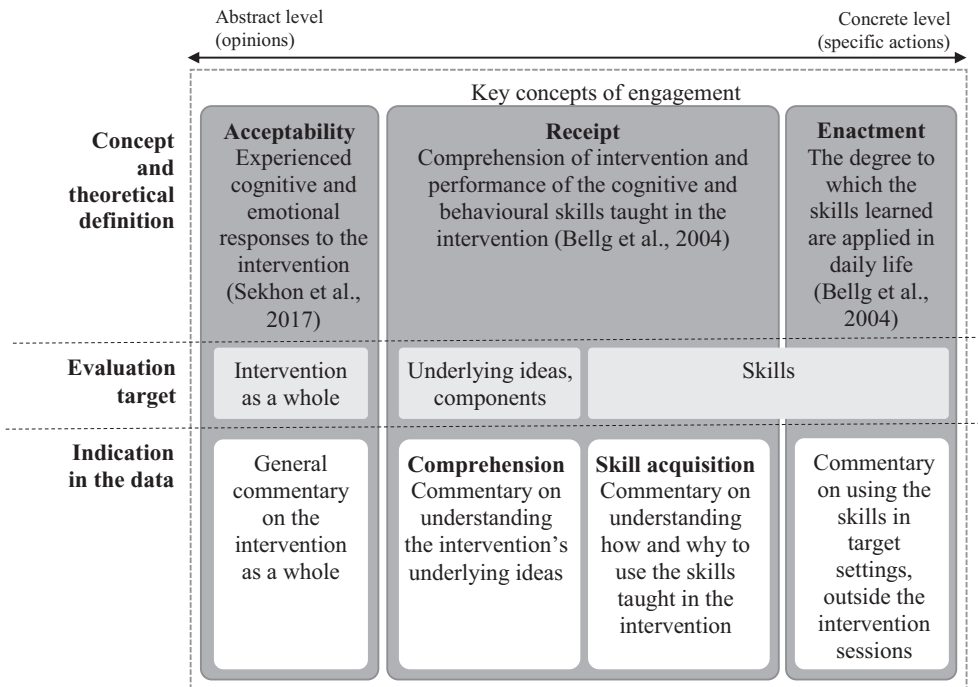 Abstract level
(opinions)
Concrete level
(specific actions)
Key concepts of engagement
Concept
and
theoretical
definition
Acceptability
Experienced
cognitive and
emotional
responses to the
intervention
(Sekhon et al.,
2017)
Receipt
Comprehension of intervention and
performance of the cognitive and
behavioural skills taught in the
intervention (Bellg et al., 2004)
Enactment
The degree to
which the
skills learned
are applied in
daily life
(Bellg et al.,
2004)
Evaluation
target
Intervention
as a whole
Underlying ideas,
components
Skills
Indication
in the data
General
commentary
on the
intervention
as a whole
Comprehension
Commentary on
understanding
the intervention’s
underlying ideas
Skill acquisition
Commentary on
understanding
how and why to
use the skills
taught in the
intervention
Commentary
on using the
skills in
target
settings,
outside the
intervention
sessions